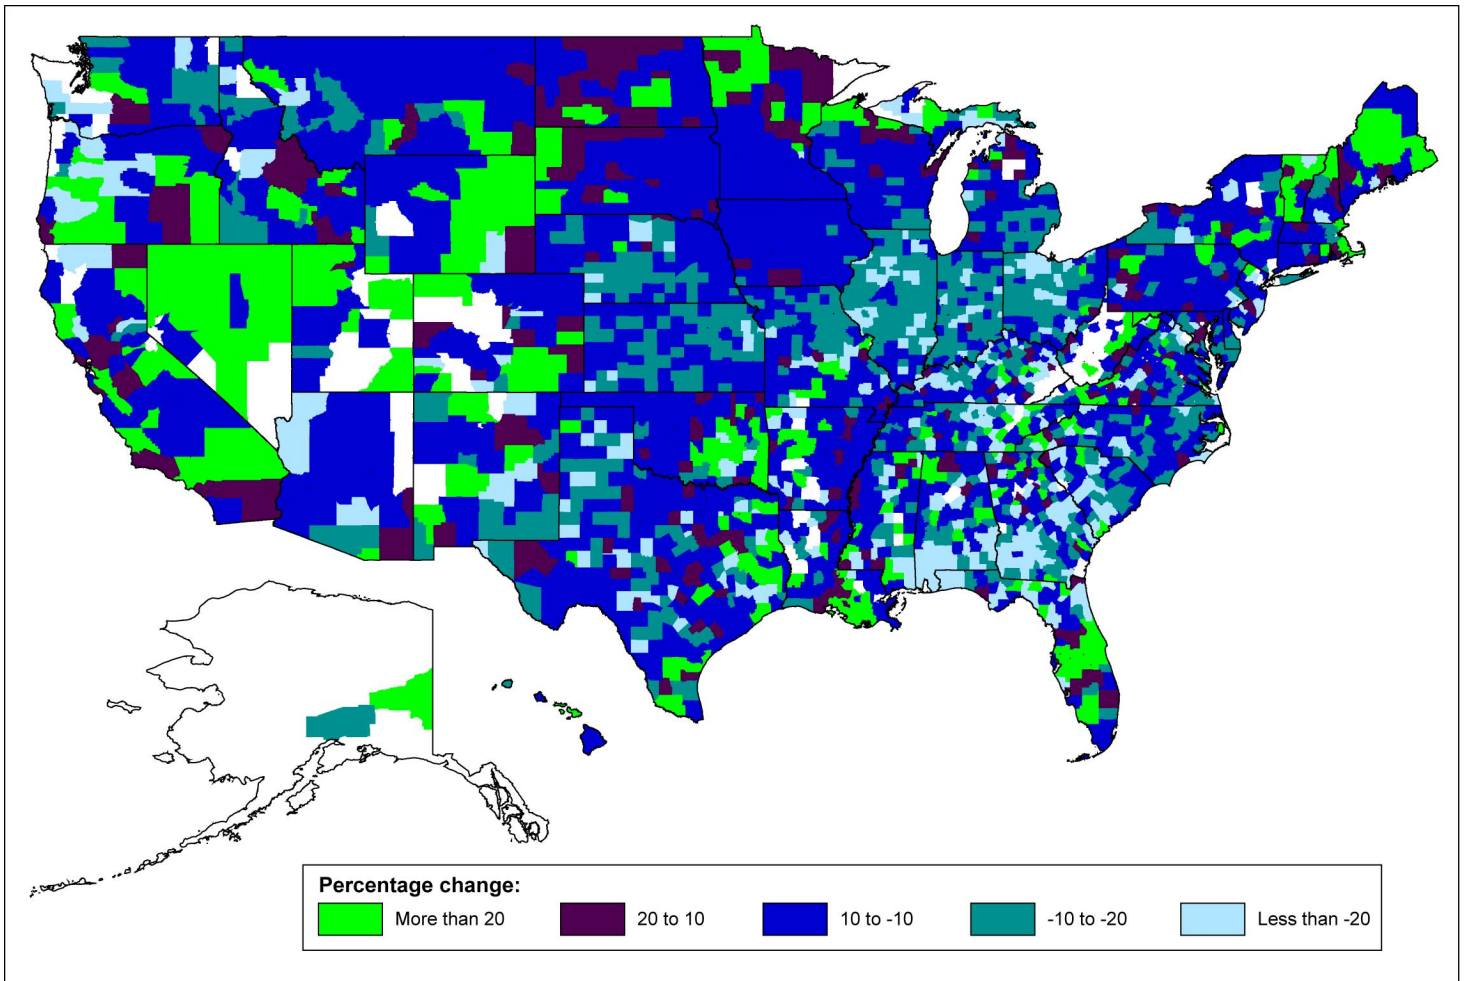 Percentage change:
More than 20
20 to 10
10 to -10
-10 to -20
Less than -20